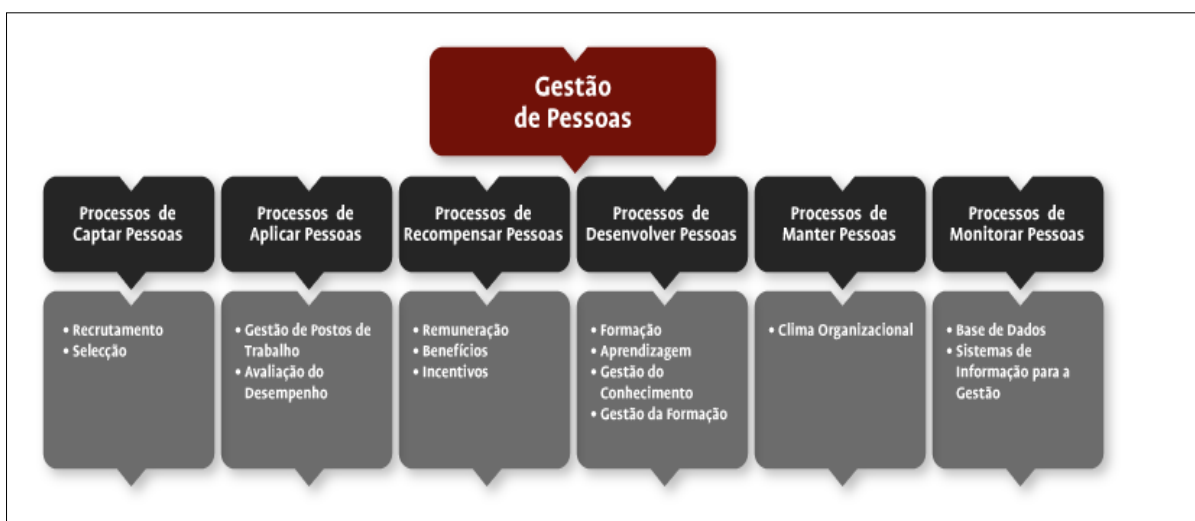 Gestão
de Pessoas
Processos de
Captar Pessoas
Processos de
Aplicar Pessoas
Processos de
Recompensar Pessoas
Processos de
Desenvolver Pessoas
Processos de
Manter Pessoas
Processos de
Monitorar Pessoas
• Recrutamento
• Selecção
• Gestão de Postos de
Trabalho
• Avaliação do
Desempenho
• Remuneração
• Benefícios
• Incentivos
• Formação
• Aprendizagem
• Gestão do
Conhecimento
• Gestão da Formação
• Clima Organizacional
• Base de Dados
• Sistemas de
Informação para a
Gestão